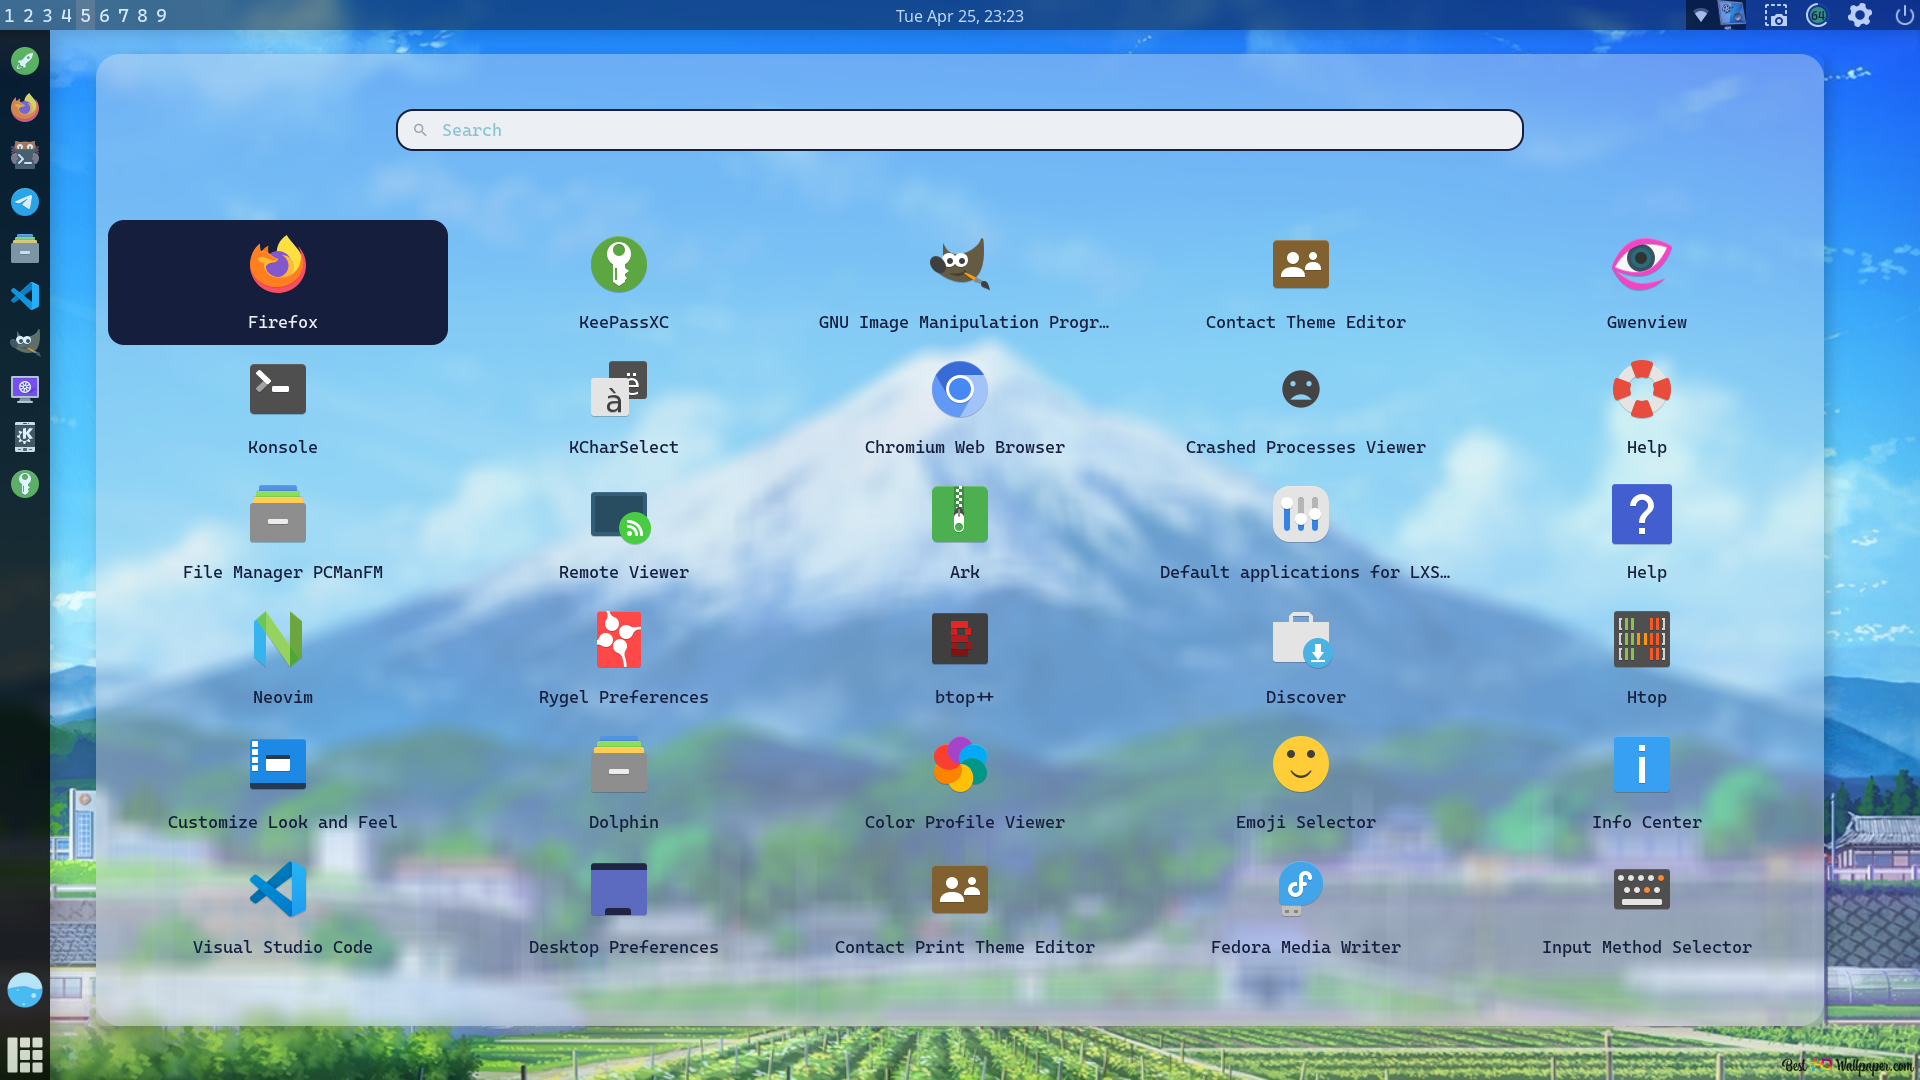 1 2 3 4 5 6 7 8 9
Tue Apr 25, 23:23
64
Search
Firefox
KeePassXC
GNU Image Manipulation Progr…
Contact Theme Editor
Gwenview
Konsole
KCharSelect
Chromium Web Browser
Crashed Processes Viewer
Help
File Manager PCManFM
Remote Viewer
Ark
Default applications for LXS…
Help
Neovim
Rygel Preferences
btop++
Discover
Htop
Customize Look and Feel
Dolphin
Color Profile Viewer
Emoji Selector
Info Center
Visual Studio Code
Desktop Preferences
Contact Print Theme Editor
Fedora Media Writer
Input Method Selector
Best HQ Wallpaper.com